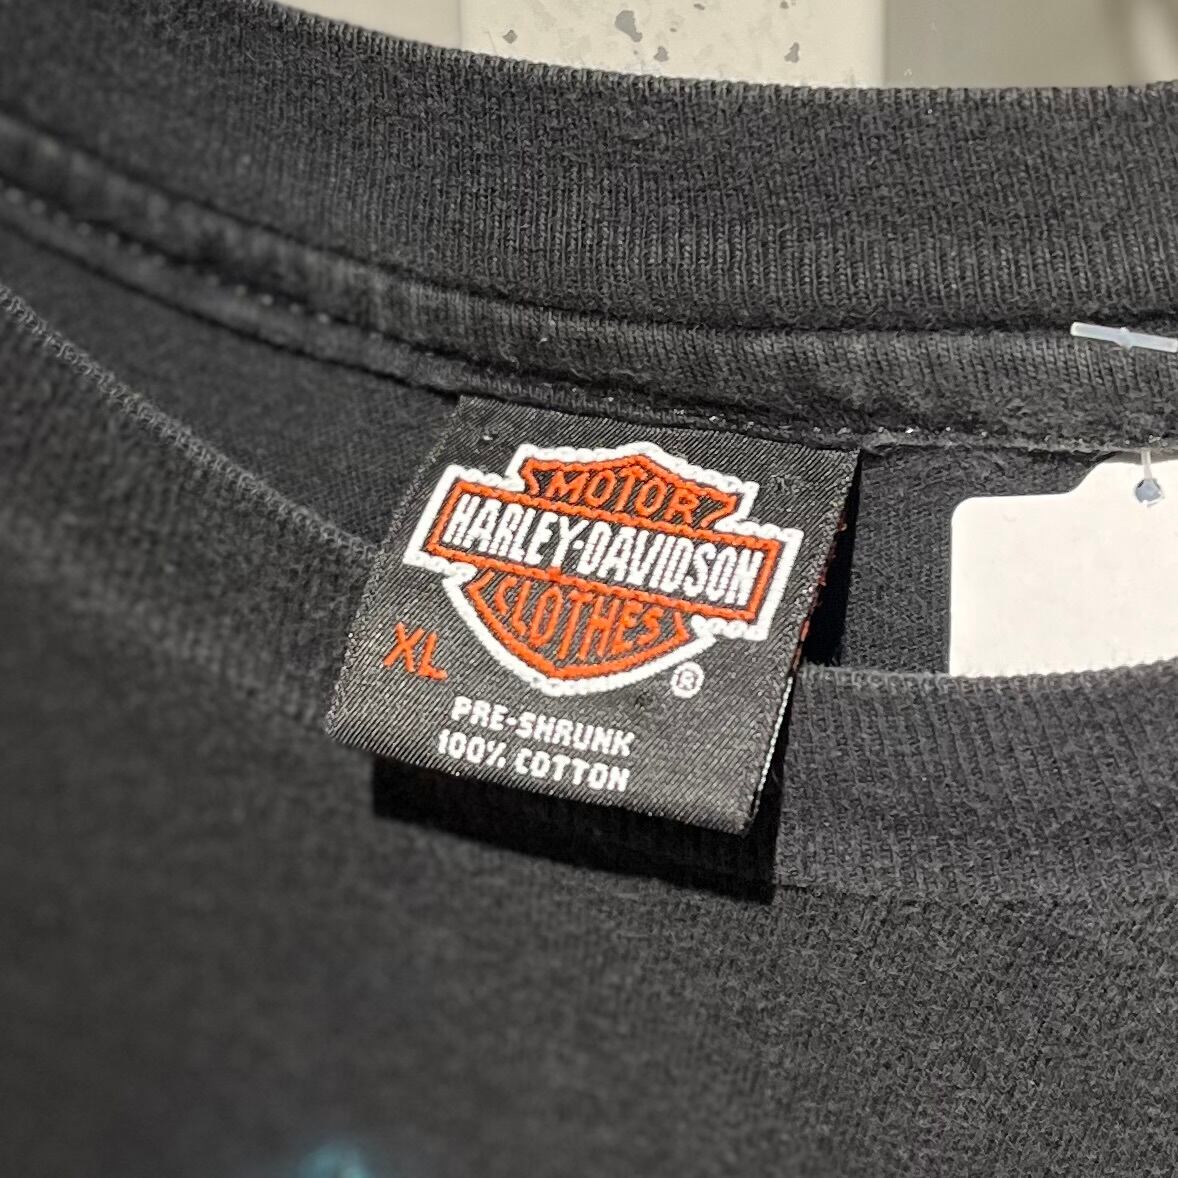 MOTOR
HARLEY-DAVIDSON
CLOTHES
®
XL
PRE-SHRUNK
100% COTTON